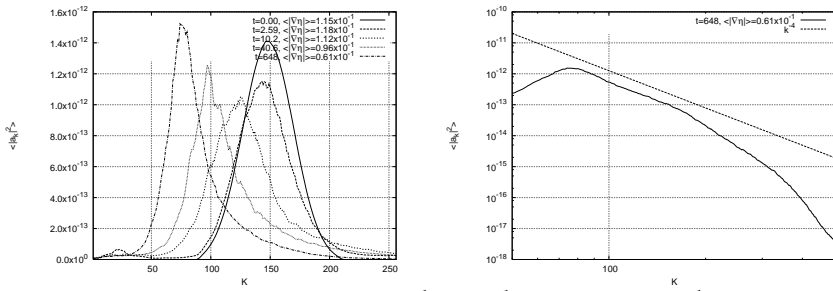 t=0.00, <|∇η|>=1.15x10⁻¹
t=2.59, <|∇η|>=1.18x10⁻¹
t=10.2, <|∇η|>=1.12x10⁻¹
t=40.6, <|∇η|>=0.96x10⁻¹
t=648, <|∇η|>=0.61x10⁻¹
1.6x10⁻¹²
1.4x10⁻¹²
1.2x10⁻¹²
1.0x10⁻¹²
8.0x10⁻¹³
6.0x10⁻¹³
4.0x10⁻¹³
2.0x10⁻¹³
0.0x10⁰
<|aₖ|²>
50 100 150 200 250
K
t=648, <|∇η|>=0.61x10⁻¹
k⁻⁴
10⁻¹⁰
10⁻¹¹
10⁻¹²
10⁻¹³
10⁻¹⁴
10⁻¹⁵
10⁻¹⁶
10⁻¹⁷
10⁻¹⁸
<|aₖ|²>
100
K